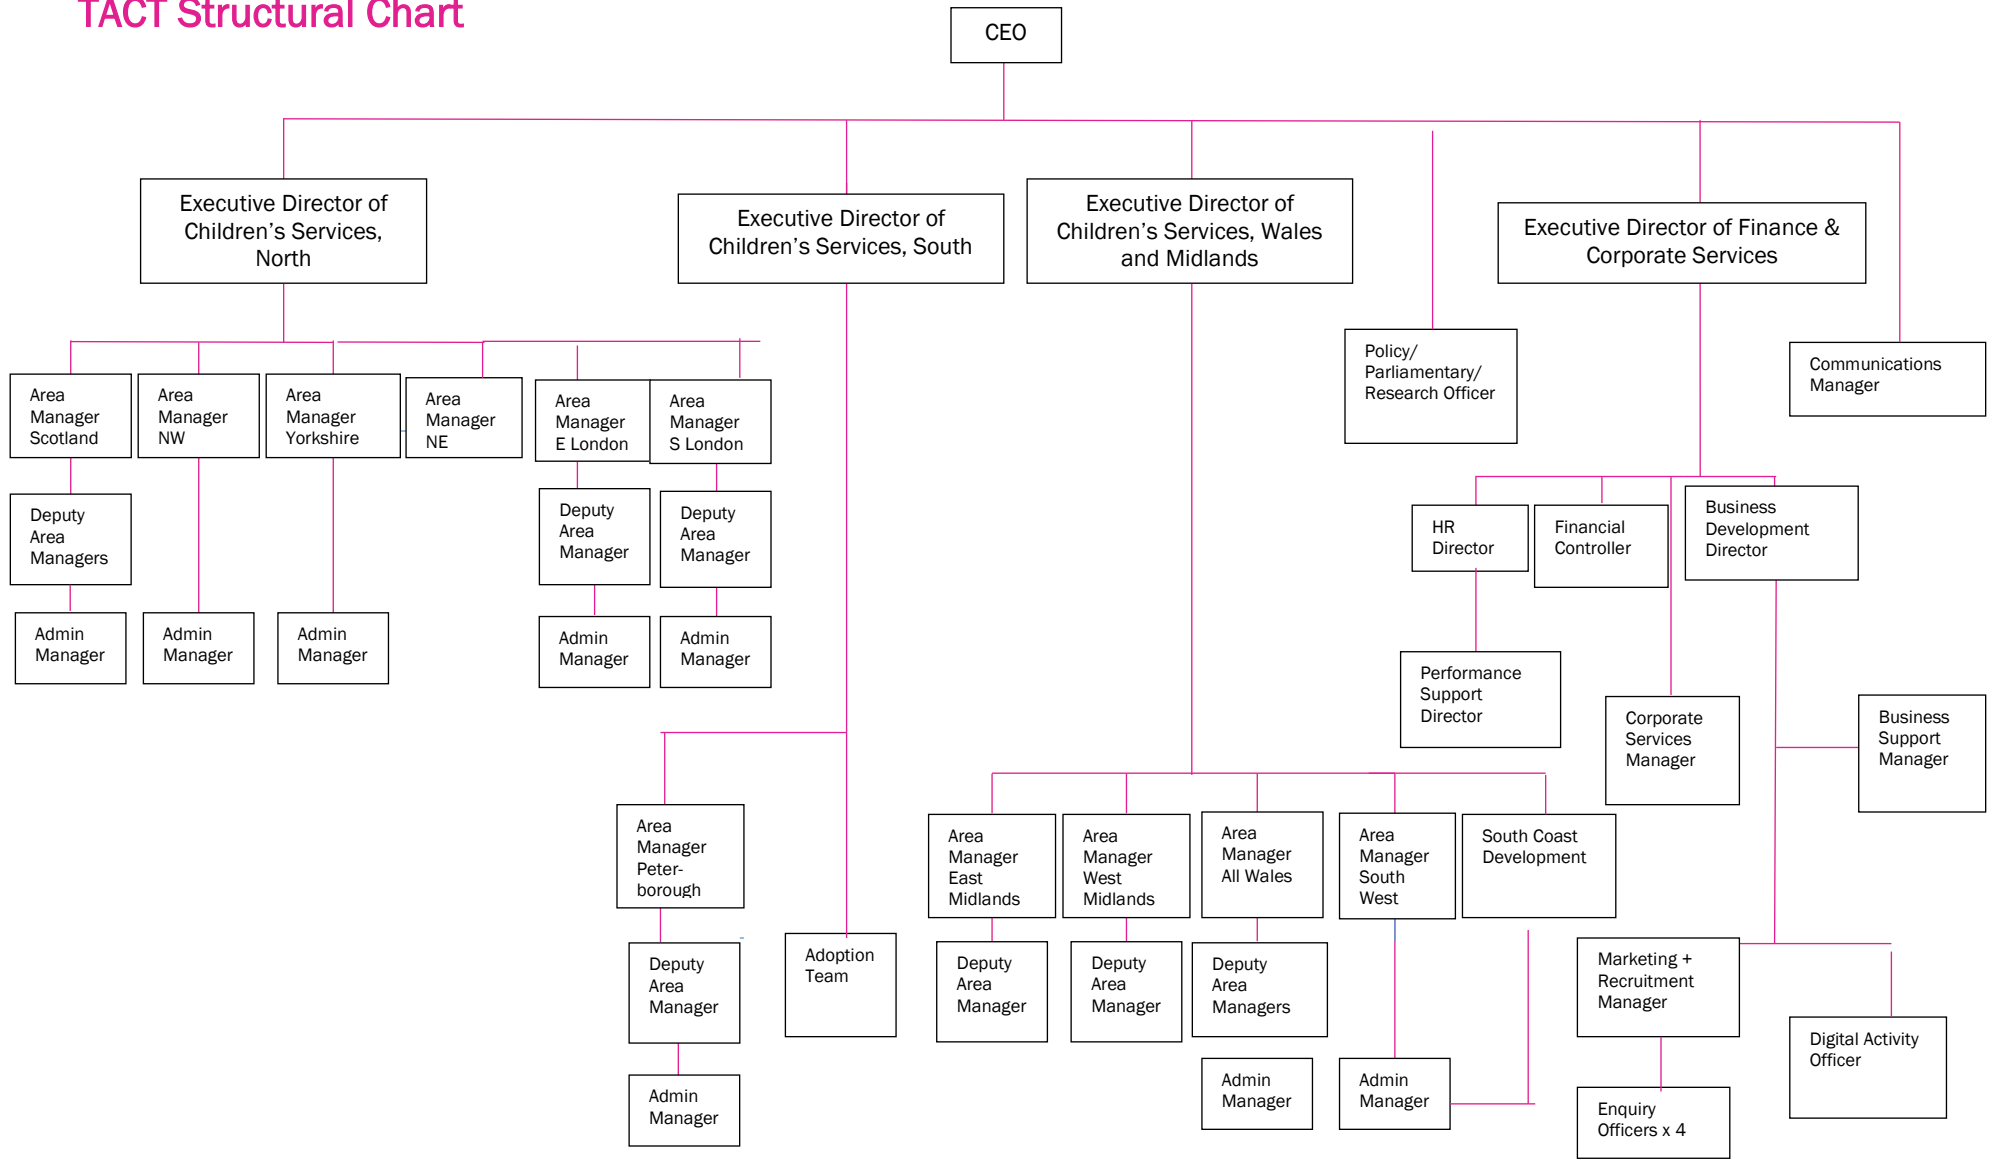 TACT Structural Chart
CEO
Executive Director of
Children's Services,
North
Executive Director of
Children's Services, South
Executive Director of
Children's Services, Wales
and Midlands
Executive Director of Finance &
Corporate Services
Policy/
Parliamentary/
Research Officer
Communications
Manager
Area
Manager
Scotland
Area
Manager
NW
Area
Manager
Yorkshire
Area
Manager
NE
Area
Manager
E London
Area
Manager
S London
Deputy
Area
Managers
Deputy
Area
Manager
Deputy
Area
Manager
HR
Director
Financial
Controller
Business
Development
Director
Admin
Manager
Admin
Manager
Admin
Manager
Admin
Manager
Admin
Manager
Performance
Support
Director
Corporate
Services
Manager
Business
Support
Manager
Area
Manager
Peter-
borough
Area
Manager
East
Midlands
Area
Manager
West
Midlands
Area
Manager
All Wales
Area
Manager
South
West
South Coast
Development
Deputy
Area
Manager
Adoption
Team
Deputy
Area
Manager
Deputy
Area
Manager
Deputy
Area
Managers
Marketing +
Recruitment
Manager
Digital Activity
Officer
Admin
Manager
Admin
Manager
Admin
Manager
Enquiry
Officers x 4